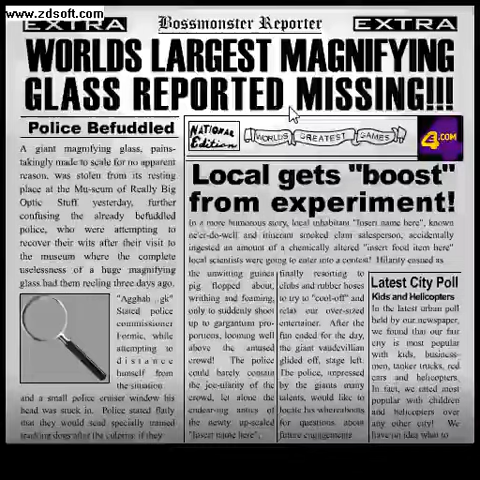 www.zdsoft.com
EXTRA
Bossmonster Reporter
EXTRA
WORLDS LARGEST MAGNIFYING
GLASS REPORTED MISSING!!!
Police Befuddled
A giant magnifying glass, pains-
takingly made to scale for no apparent
reason, was stolen from its resting
place at the Mu-seum of Really Big
Optic Stuff yesterday, further
confusing the already befuddled
police, who were attempting to
recover their wits after their visit to
the museum where the complete
uselessness of a huge magnifying
glass had them reeling three days ago.
"Agghab
Stated police
commissioner
Formic, while
attempting to
distance
himself from
the situation
and a small police cruiser window his
head was stuck in. Police stated flatly
that they would send specially trained
tracking dogs after the culprits; if they
NATIONAL
Edition
WORLDS GREATEST GAMES
4.COM
Local gets "boost"
from experiment!
In a more humorous story, local inhabitant "Insert name here", known
ne'er-do-well and itinerant smoked clam salesperson, accidentally
ingested an amount of a chemically altered "insert food item here"
local scientists were going to enter into a contest! Hilarity ensued as
the unwitting guinea
pig flopped about,
writhing and foaming,
only to suddenly shoot
up to gargantum pro-
portions, looming well
above the amused
crowd! The police
could barely contain
the joc-ularity of the
crowd, let alone the
endear-ing antics of
the newly up-scaled
"Insert name here",
finally resorting to
clubs and rubber hoses
to try to "cool-off" and
relax our over-sized
entertainer. After the
fun ended for the day,
the giant vaudevillian
glided off, stage left.
The police, impressed
by the giants many
talents, would like to
locate his whereabouts
for questions about
future engagements.
Latest City Poll
Kids and Helicopters
In the latest urban poll
held by our newspaper,
we found that our fair
city is most popular
with kids, business-
men, tanker trucks, red
cars and helicopters.
In fact, we rated most
popular with children
and helicopters over
any other city! We
have no idea what to